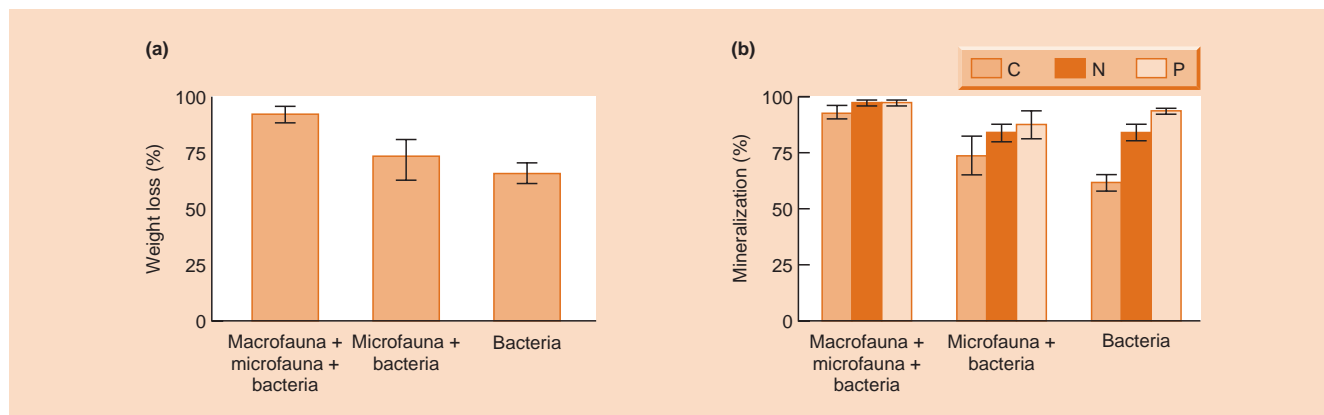 (a)
Weight loss (%)
100
75
50
25
0
Macrofauna +
microfauna +
bacteria
Microfauna +
bacteria
Bacteria
(b)
C
N
P
Mineralization (%)
100
75
50
25
0
Macrofauna +
microfauna +
bacteria
Microfauna +
bacteria
Bacteria